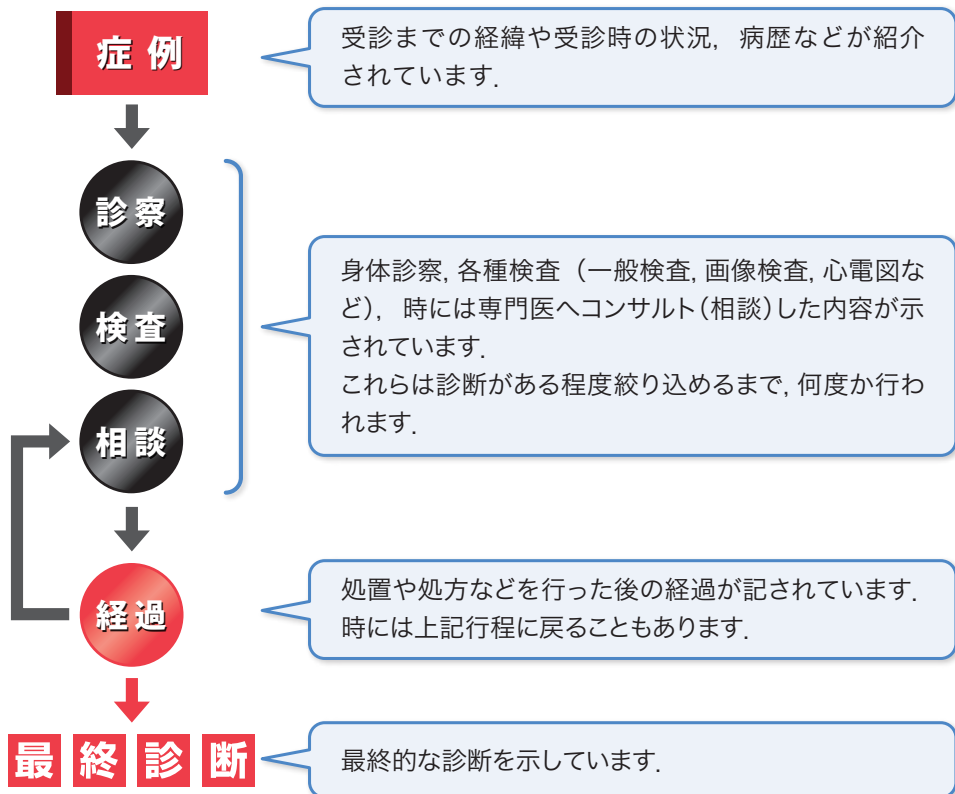 症例
受診までの経緯や受診時の状況，病歴などが紹介
されています．
診察
検査
相談
身体診察，各種検査（一般検査，画像検査，心電図な
ど），時には専門医へコンサルト（相談）した内容が示
されています．
これらは診断がある程度絞り込めるまで，何度か行わ
れます．
経過
処置や処方などを行った後の経過が記されています．
時には上記行程に戻ることもあります．
最終診断
最終的な診断を示しています．